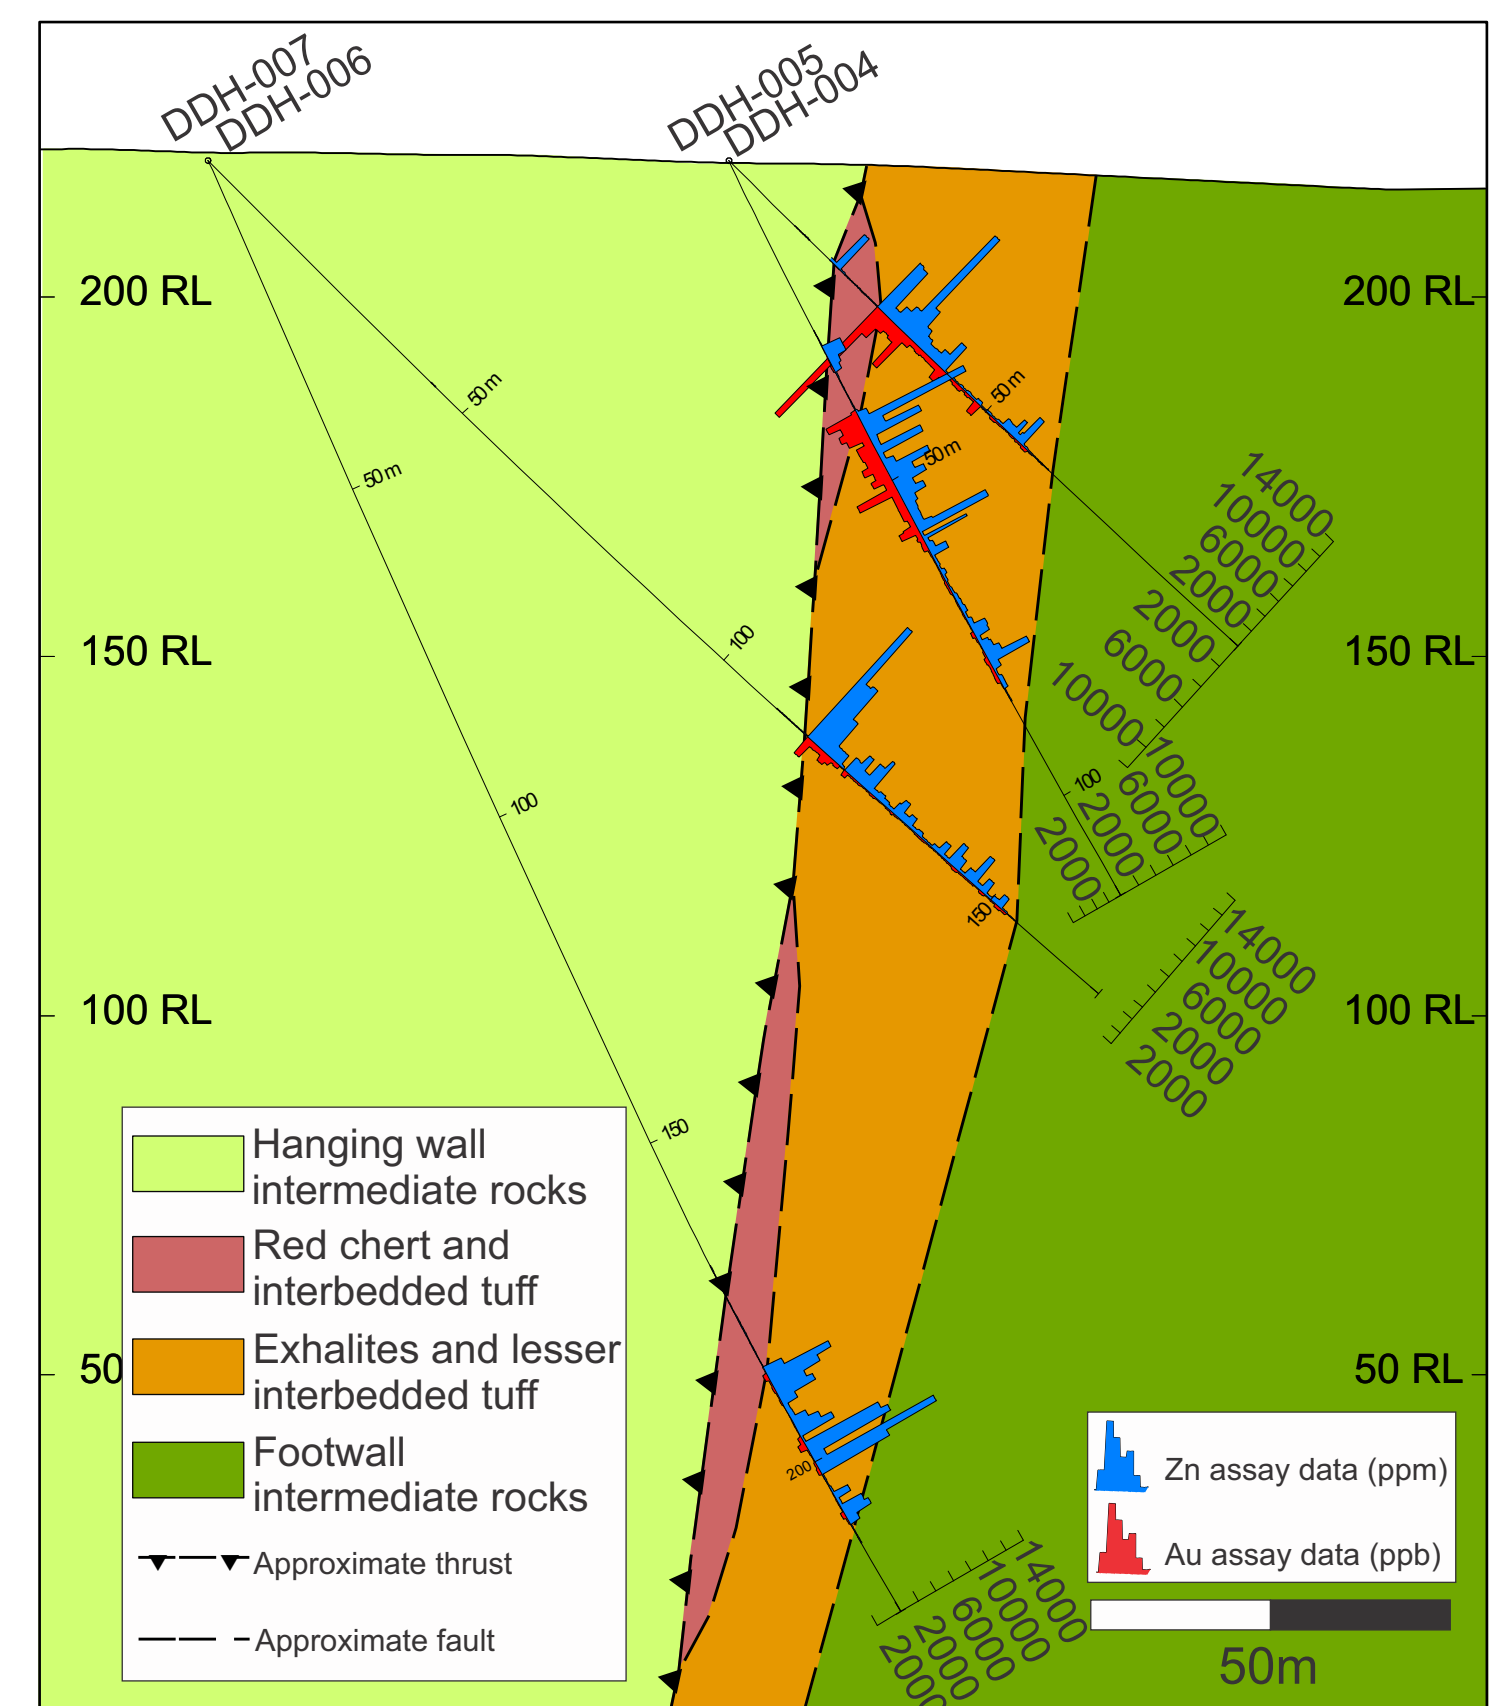 DDH-007
DDH-006
DDH-005
DDH-004
200 RL
200 RL
50m
50m
50m
50m
14000
10000
6000
2000
2000
6000
10000
150 RL
150 RL
100
100
100
10000
6000
2000
2000
150
14000
10000
6000
2000
2000
100 RL
100 RL
150
50
50 RL
200
14000
10000
6000
2000
2000
Hanging wall
intermediate rocks
Red chert and
interbedded tuff
Exhalites and lesser
interbedded tuff
Footwall
intermediate rocks
Approximate thrust
Approximate fault
Zn assay data (ppm)
Au assay data (ppb)
50m